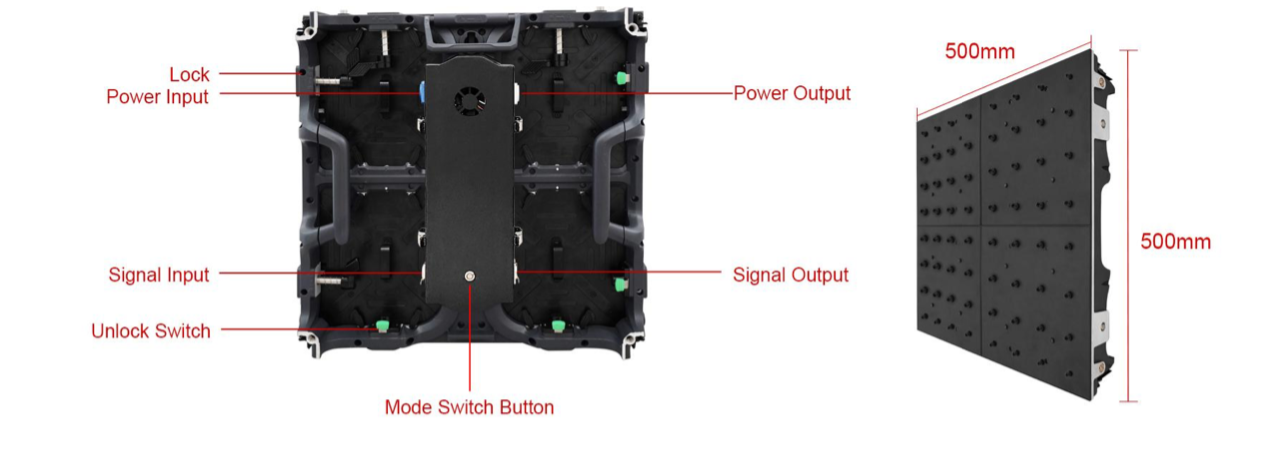 Lock
Power Input
Power Output
Signal Input
Signal Output
Unlock Switch
Mode Switch Button
500mm
500mm